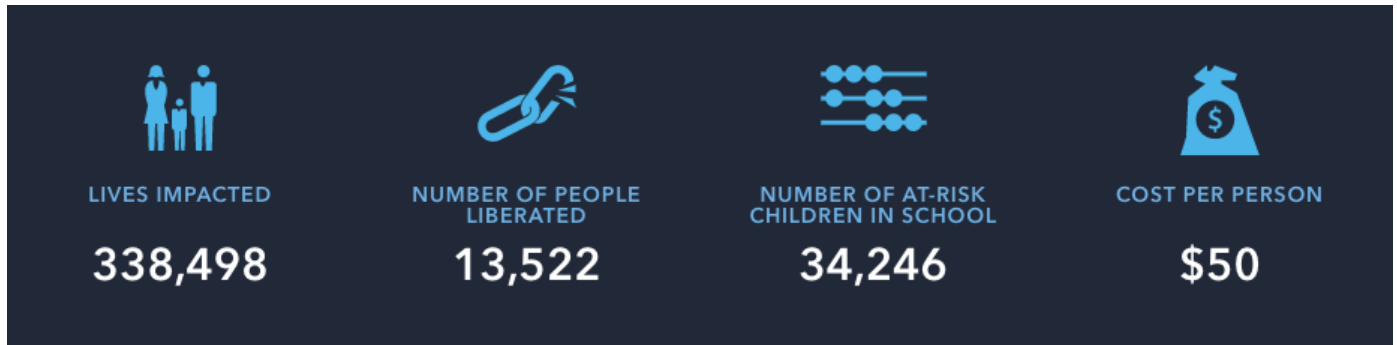 $
LIVES IMPACTED
338,498
NUMBER OF PEOPLE
LIBERATED
13,522
NUMBER OF AT-RISK
CHILDREN IN SCHOOL
34,246
COST PER PERSON
$50